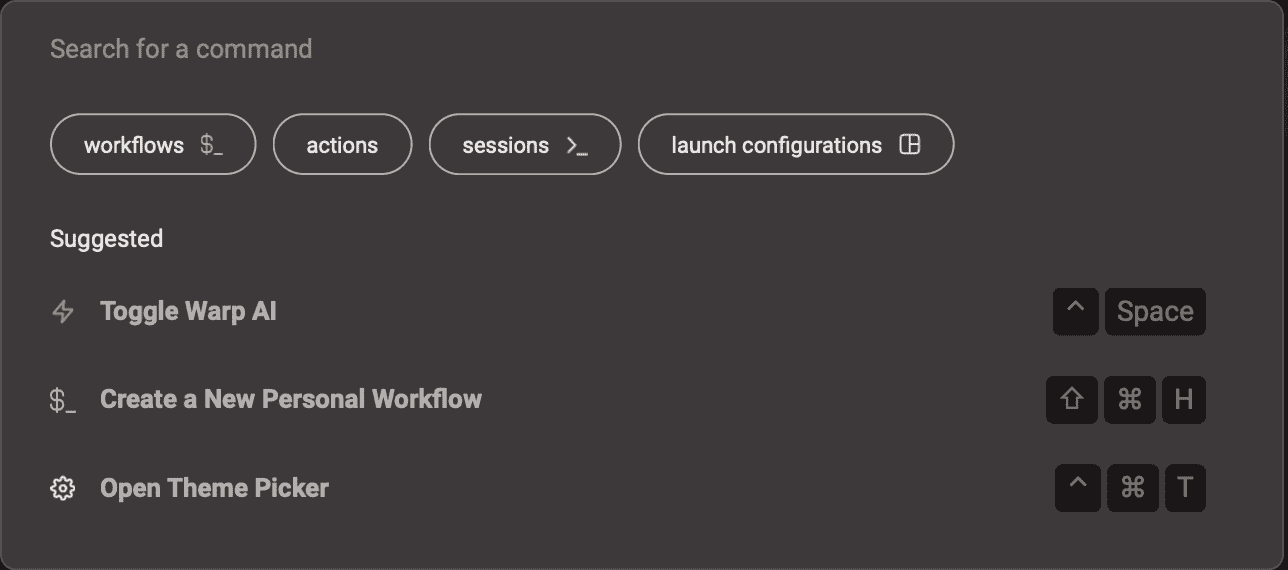 Search for a command
workflows $_ actions sessions >_ launch configurations
Suggested
Toggle Warp AI ^ Space
$_ Create a New Personal Workflow ⇧ ⌘ H
Open Theme Picker ^ ⌘ T